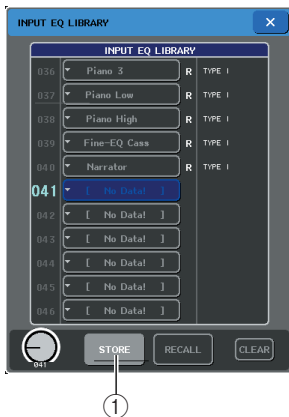 INPUT EQ LIBRARY
INPUT EQ LIBRARY
036 Piano 3 R TYPE I
037 Piano Low R TYPE I
038 Piano High R TYPE I
039 Fine-EQ Cass R TYPE I
040 Narrator R TYPE I
041 [ No Data! ]
042 [ No Data! ]
043 [ No Data! ]
044 [ No Data! ]
045 [ No Data! ]
046 [ No Data! ]
041 STORE RECALL CLEAR
1